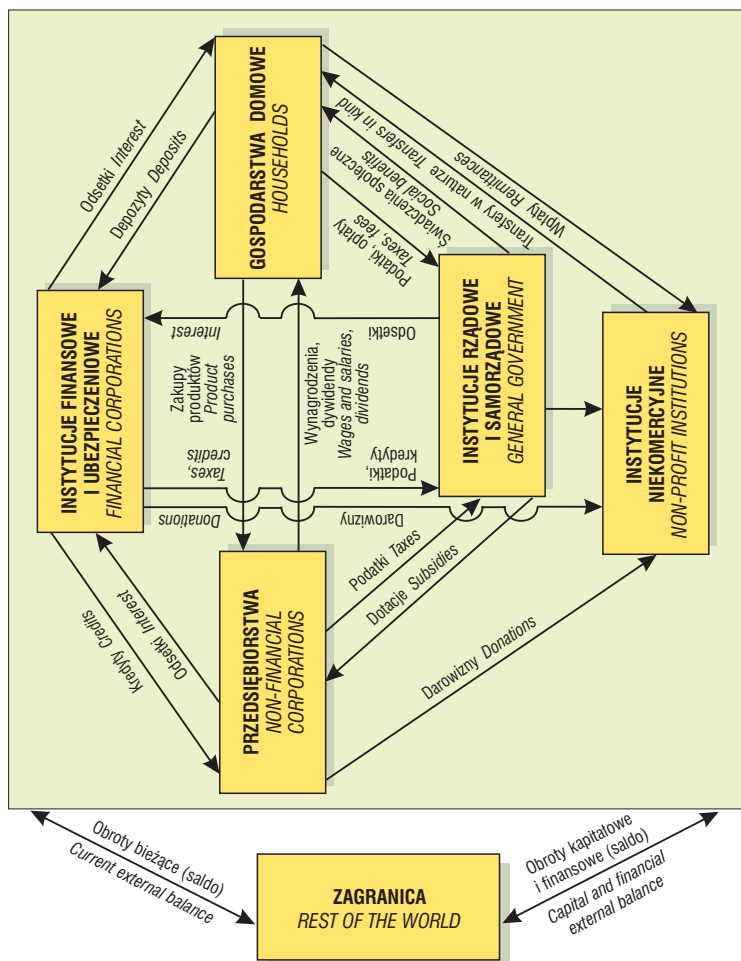 GOSPODARSTWA DOMOWE
HOUSEHOLDS
Odsetki Interest
Depozyty Deposits
Wpłaty Remittances
Transfery w naturze Transfers in kind
Świadczenia społeczne
Social benefits
Podatki, opłaty
Taxes, fees
INSTYTUCJE FINANSOWE
I UBEZPIECZENIOWE
FINANCIAL CORPORATIONS
Interest
Odsetki
Zakupy
produktów
Product
purchases
Wynagrodzenia,
dywidendy
Wages and salaries,
dividends
INSTYTUCJE RZĄDOWE
I SAMORZĄDOWE
GENERAL GOVERNMENT
INSTYTUCJE
NIEKOMERCYJNE
NON-PROFIT INSTITUTIONS
Taxes,
credits
Podatki,
kredyty
Donations
Darowizny
Kredyty Credits
Odsetki Interest
PRZEDSIĘBIORSTWA
NON-FINANCIAL
CORPORATIONS
Podatki Taxes
Dotacje Subsidies
Darowizny Donations
Obroty bieżące (saldo)
Current external balance
ZAGRANICA
REST OF THE WORLD
Obroty kapitałowe
i finansowe (saldo)
Capital and financial
external balance